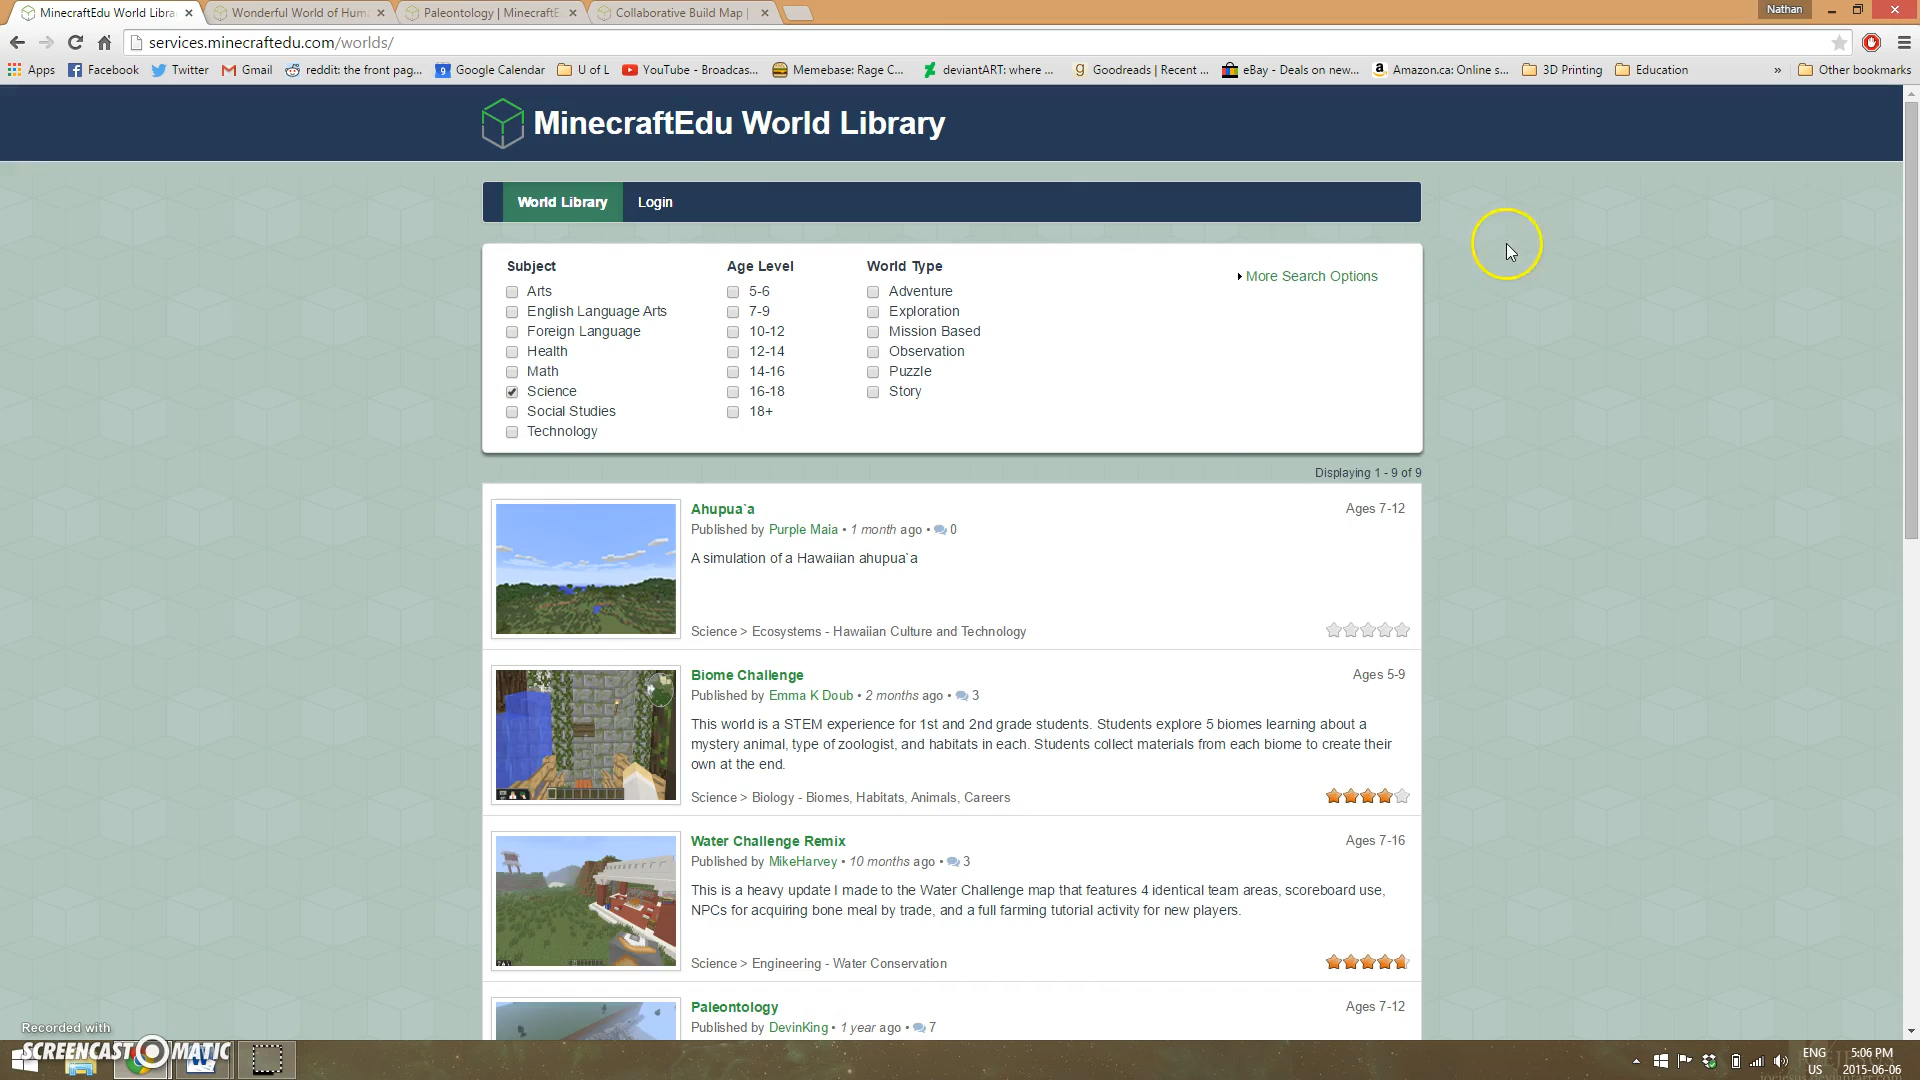 MinecraftEdu World Libra
Wonderful World of Hum
Paleontology | MinecraftE
Collaborative Build Map |
Nathan
services.minecraftedu.com/worlds/
Apps
Facebook
Twitter
Gmail
reddit: the front pag...
Google Calendar
U of L
YouTube - Broadcas...
Memebase: Rage C...
deviantART: where ...
Goodreads | Recent ...
eBay - Deals on new...
Amazon.ca: Online s...
3D Printing
Education
»
Other bookmarks
MinecraftEdu World Library
World Library
Login
Subject
Arts
English Language Arts
Foreign Language
Health
Math
Science
Social Studies
Technology
Age Level
5-6
7-9
10-12
12-14
14-16
16-18
18+
World Type
Adventure
Exploration
Mission Based
Observation
Puzzle
Story
More Search Options
Displaying 1 - 9 of 9
Ahupua`a
Ages 7-12
Published by Purple Maia • 1 month ago • 0
A simulation of a Hawaiian ahupua`a
Science > Ecosystems - Hawaiian Culture and Technology
Biome Challenge
Ages 5-9
Published by Emma K Doub • 2 months ago • 3
This world is a STEM experience for 1st and 2nd grade students. Students explore 5 biomes learning about a
mystery animal, type of zoologist, and habitats in each. Students collect materials from each biome to create their
own at the end.
Science > Biology - Biomes, Habitats, Animals, Careers
Water Challenge Remix
Ages 7-16
Published by MikeHarvey • 10 months ago • 3
This is a heavy update I made to the Water Challenge map that features 4 identical team areas, scoreboard use,
NPCs for acquiring bone meal by trade, and a full farming tutorial activity for new players.
Science > Engineering - Water Conservation
Paleontology
Ages 7-12
Published by DevinKing • 1 year ago • 7
Recorded with
SCREENCAST MATIC
ENG
US
5:06 PM
2015-06-06